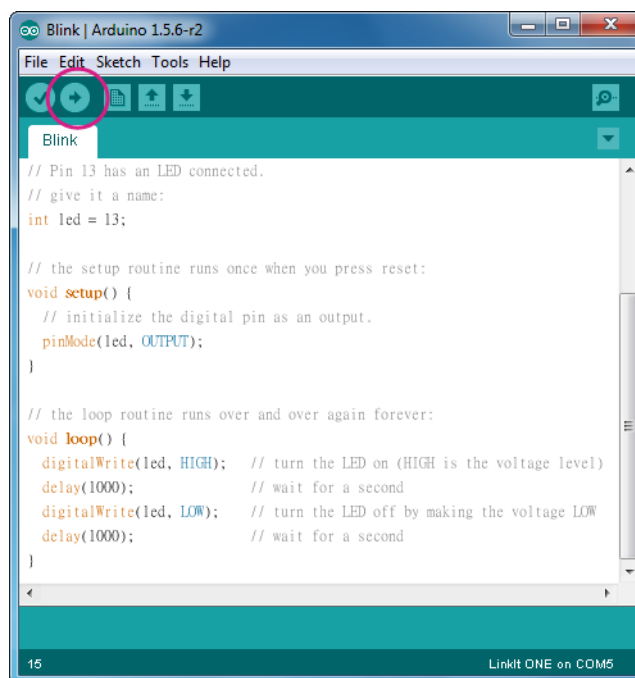 Blink | Arduino 1.5.6-r2
File Edit Sketch Tools Help
Blink
// Pin 13 has an LED connected.
// give it a name:
int led = 13;
// the setup routine runs once when you press reset:
void setup() {
// initialize the digital pin as an output.
pinMode(led, OUTPUT);
}
// the loop routine runs over and over again forever:
void loop() {
digitalWrite(led, HIGH); // turn the LED on (HIGH is the voltage level)
delay(1000); // wait for a second
digitalWrite(led, LOW); // turn the LED off by making the voltage LOW
delay(1000); // wait for a second
}
15 LinkIt ONE on COM5